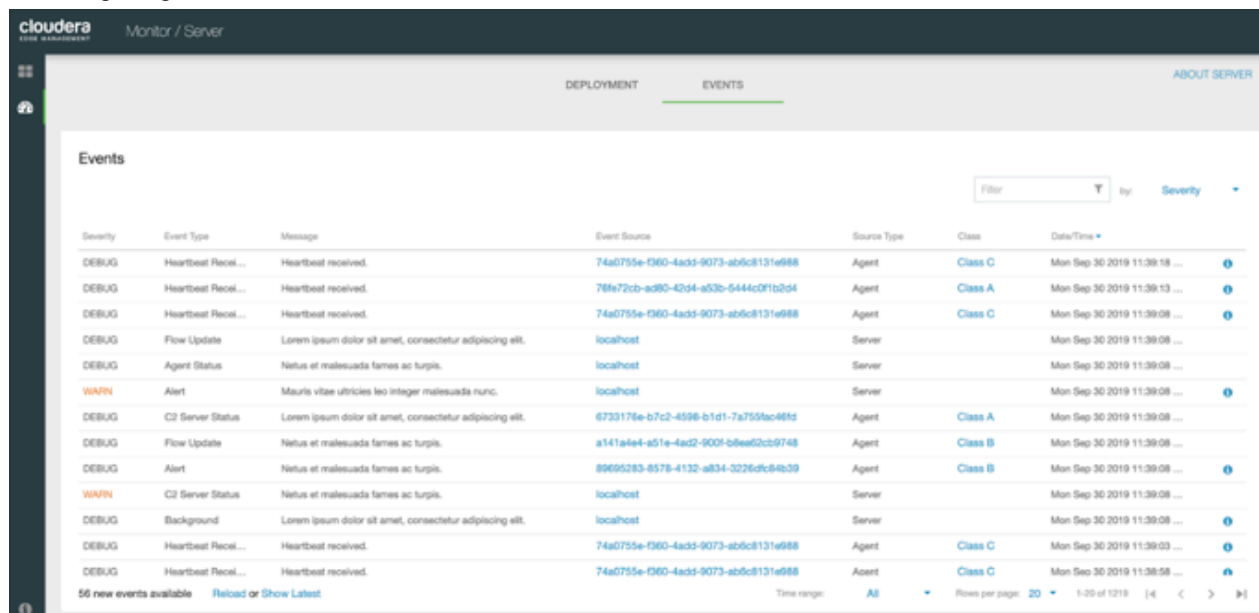 cloudera
EDGE MANAGEMENT
Monitor / Server
ABOUT SERVER
DEPLOYMENT EVENTS
Events
Filter by: Severity
Severity Event Type Message Event Source Source Type Class Date/Time
DEBUG Heartbeat Recei... Heartbeat received. 74a0755e-f360-4add-9073-ab6c8131e988 Agent Class C Mon Sep 30 2019 11:39:18 ...
DEBUG Heartbeat Recei... Heartbeat received. 76fe72cb-ad80-42d4-a53b-5444c0f1b2d4 Agent Class A Mon Sep 30 2019 11:39:13 ...
DEBUG Heartbeat Recei... Heartbeat received. 74a0755e-f360-4add-9073-ab6c8131e988 Agent Class C Mon Sep 30 2019 11:39:08 ...
DEBUG Flow Update Lorem ipsum dolor sit amet, consectetur adipiscing elit. localhost Server Mon Sep 30 2019 11:39:08 ...
DEBUG Agent Status Netus et malesuada fames ac turpis. localhost Server Mon Sep 30 2019 11:39:08 ...
WARN Alert Mauris vitae ultricies leo integer malesuada nunc. localhost Server Mon Sep 30 2019 11:39:08 ...
DEBUG C2 Server Status Lorem ipsum dolor sit amet, consectetur adipiscing elit. 6733176e-b7c2-4598-b1d1-7a755fac46fd Agent Class A Mon Sep 30 2019 11:39:08 ...
DEBUG Flow Update Netus et malesuada fames ac turpis. a141a4e4-a51e-4ad2-900f-b8ea62cb9748 Agent Class B Mon Sep 30 2019 11:39:08 ...
DEBUG Alert Netus et malesuada fames ac turpis. 89695283-8578-4132-a834-3226dfc84b39 Agent Class B Mon Sep 30 2019 11:39:08 ...
WARN C2 Server Status Netus et malesuada fames ac turpis. localhost Server Mon Sep 30 2019 11:39:08 ...
DEBUG Background Lorem ipsum dolor sit amet, consectetur adipiscing elit. localhost Server Mon Sep 30 2019 11:39:08 ...
DEBUG Heartbeat Recei... Heartbeat received. 74a0755e-f360-4add-9073-ab6c8131e988 Agent Class C Mon Sep 30 2019 11:39:03 ...
DEBUG Heartbeat Recei... Heartbeat received. 74a0755e-f360-4add-9073-ab6c8131e988 Agent Class C Mon Sep 30 2019 11:38:58 ...
56 new events available Reload or Show Latest Time range: All Rows per page: 20 1-20 of 1219